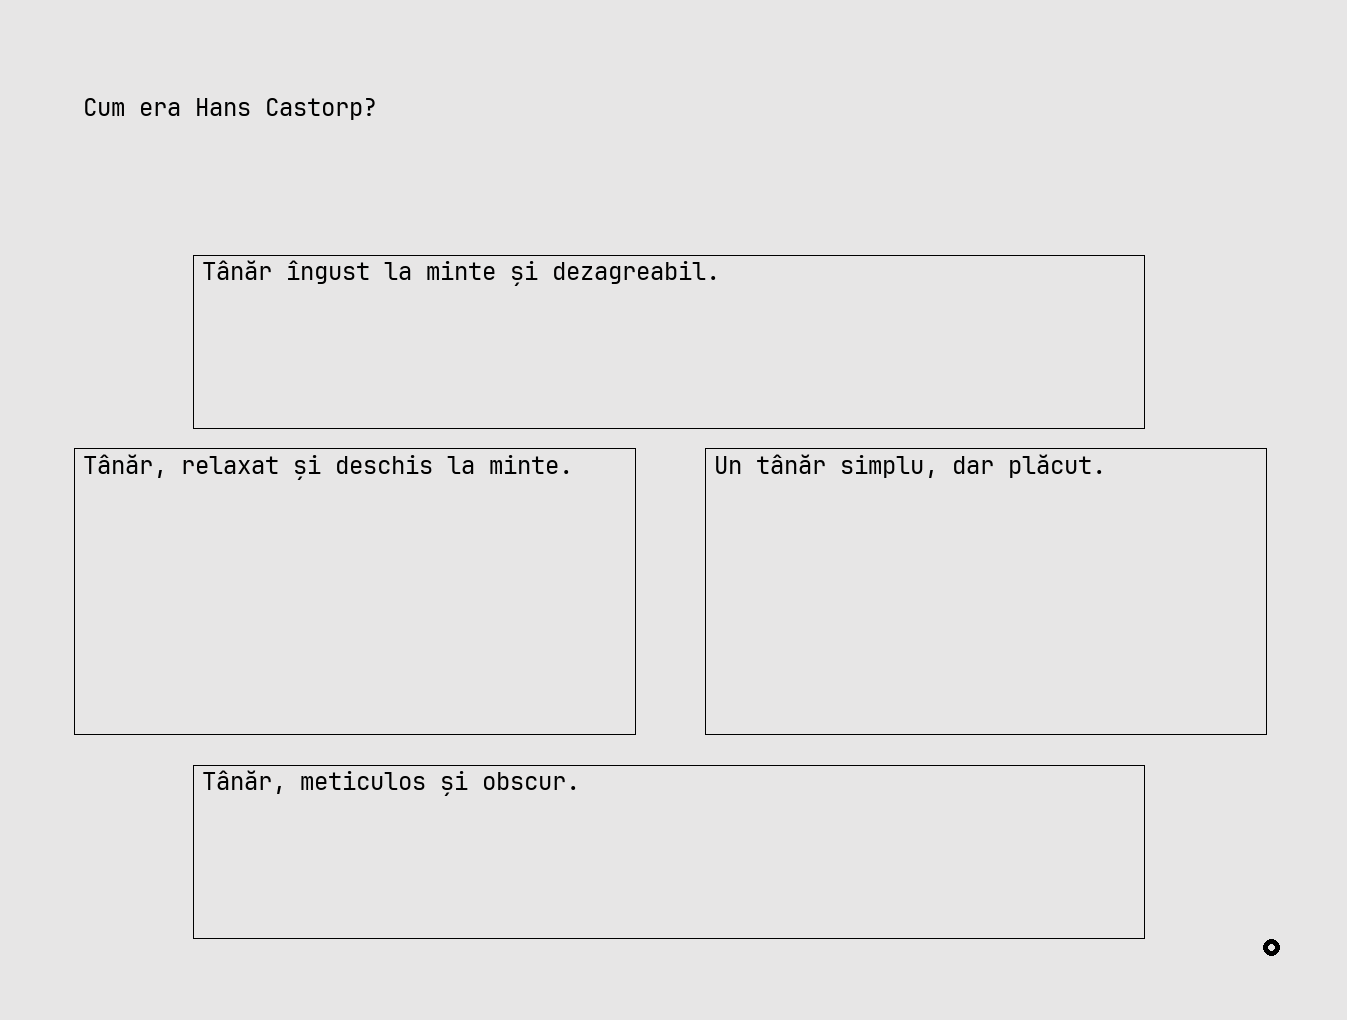 Cum era Hans Castorp?
Tânăr îngust la minte și dezagreabil.
Tânăr, relaxat și deschis la minte.
Un tânăr simplu, dar plăcut.
Tânăr, meticulos și obscur.